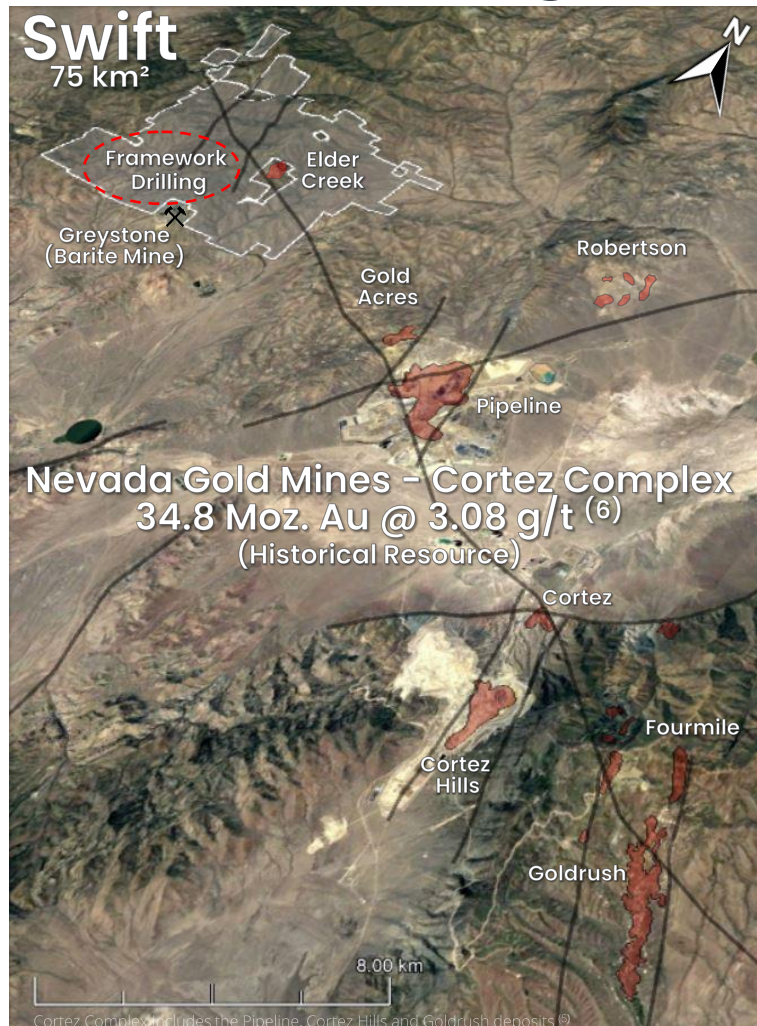 Swift
75 km²
N
Framework
Drilling
Elder
Creek
Greystone
(Barite Mine)
Robertson
Gold
Acres
Pipeline
Nevada Gold Mines - Cortez Complex
34.8 Moz. Au @ 3.08 g/t (6)
(Historical Resource)
Cortez
Fourmile
Cortez
Hills
Goldrush
8.00 km
Cortez Complex includes the Pipeline, Cortez Hills and Goldrush deposits (5)